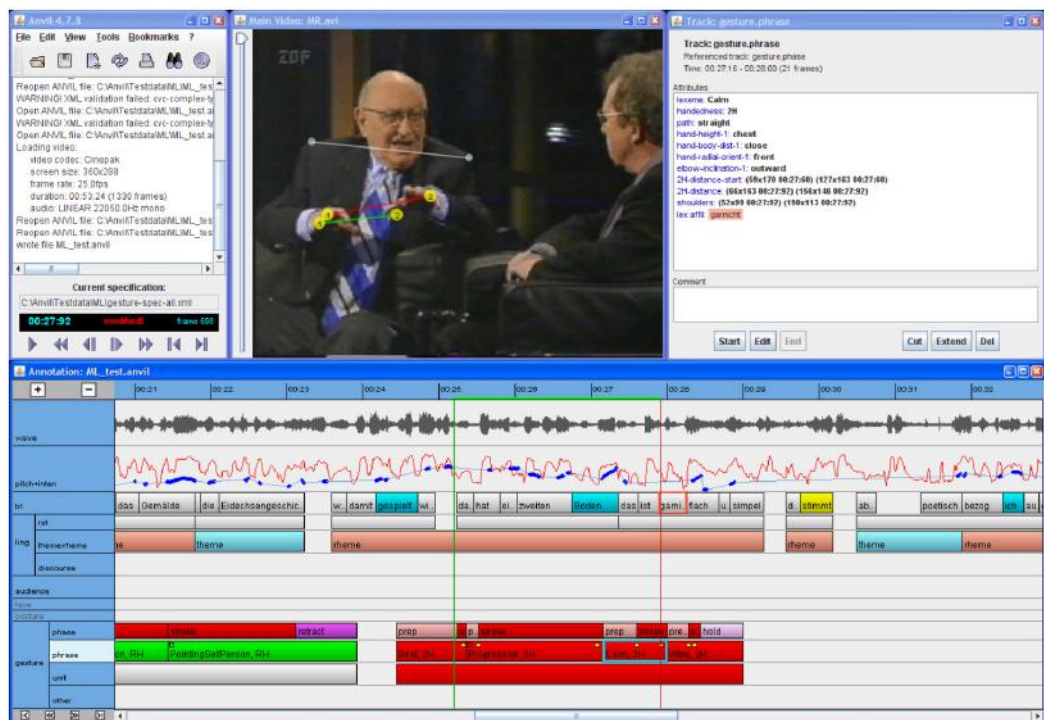 Anvil 4.7.8
File Edit View Tools Bookmarks ?
Reopen ANVIL file: C:\Anvil\Testdata\ML\ML_tes
WARNING! XML validation failed: cvc-complex-ty
Open ANVIL file: C:\Anvil\Testdata\ML\ML_test.a
WARNING! XML validation failed: cvc-complex-ty
Open ANVIL file: C:\Anvil\Testdata\ML\ML_test.a
Loading video:
video codec: Cinepak
screen size: 360x288
frame rate: 25.0fps
duration: 00:53:24 (1330 frames)
audio: LINEAR 22050.0Hz mono
Reopen ANVIL file: C:\Anvil\Testdata\ML\ML_tes
Reopen ANVIL file: C:\Anvil\Testdata\ML\ML_tes
wrote file ML_test.anvil
Current specification:
C:\Anvil\Testdata\ML\gesture-spec-all.xml
00:27:92 modified! frame 698
Main Video: MR.avi
ZDF
1 2
1 2
Track: gesture.phrase
Track: gesture.phrase
Referenced track: gesture.phase
Time: 00:27:16 - 00:28:00 (21 frames)
Attributes
lexeme: Calm
handedness: 2H
path: straight
hand-height-1: chest
hand-body-dist-1: close
hand-radial-orient-1: front
elbow-inclination-1: outward
2H-distance-start: (59x170 00:27:60) (127x163 00:27:60)
2H-distance: (66x163 00:27:92) (156x146 00:27:92)
shoulders: (52x99 00:27:92) (190x113 00:27:92)
lex affil: garnicht
Comment
Start Edit End Cut Extend Del
Annotation: ML_test.anvil
+ - 00:21 00:22 00:23 00:24 00:25 00:26 00:27 00:28 00:29 00:30 00:31 00:32
wave
pitch+inten
trl das Gemälde die.. Eidechsengeschic.. w.. damit gespielt wi.. da.. hat ei.. zweiten Boden das ist garni.. flach u.. simpel d.. stimmt ab.. poetisch bezog ich au..
rst
ling themerheme theme rheme rheme theme rheme
discourse
audience
face
posture
phase stroke retract prep p.. stroke prep stroke pre.. hold
gesture phrase on, RH PointingSelfPerson, RH 2H Progressive, 2H Calm, 2H Wipe, 2H
unit
other